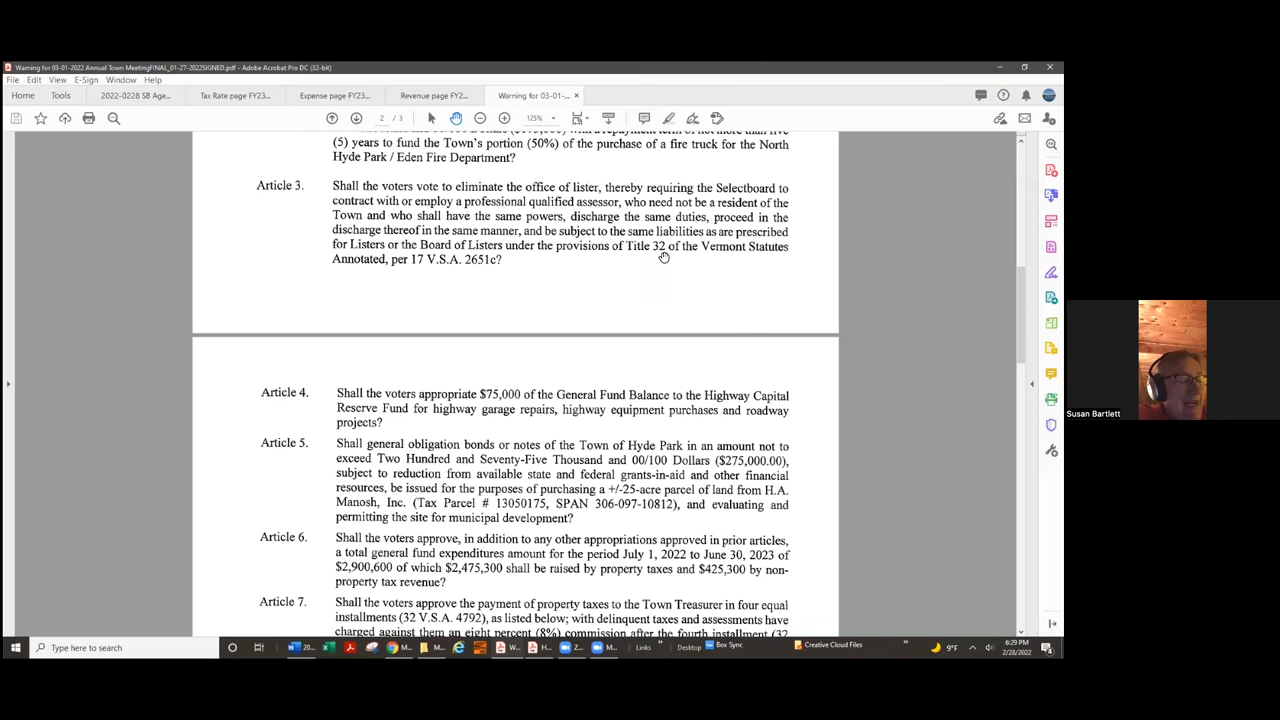 Warning for 03-01-2022 Annual Town MeetingFINAL_01-27-2022SIGNED.pdf - Adobe Acrobat Pro DC (32-bit)
File Edit View E-Sign Window Help
Home Tools 2022-0228 SB Age... Tax Rate page FY23... Expense page FY23... Revenue page FY2... Warning for 03-01-... ×
2 / 3 125%
(5) years to fund the Town's portion (50%) of the purchase of a fire truck for the North
Hyde Park / Eden Fire Department?
Article 3. Shall the voters vote to eliminate the office of lister, thereby requiring the Selectboard to
contract with or employ a professional qualified assessor, who need not be a resident of the
Town and who shall have the same powers, discharge the same duties, proceed in the
discharge thereof in the same manner, and be subject to the same liabilities as are prescribed
for Listers or the Board of Listers under the provisions of Title 32 of the Vermont Statutes
Annotated, per 17 V.S.A. 2651c?
Article 4. Shall the voters appropriate $75,000 of the General Fund Balance to the Highway Capital
Reserve Fund for highway garage repairs, highway equipment purchases and roadway
projects?
Article 5. Shall general obligation bonds or notes of the Town of Hyde Park in an amount not to
exceed Two Hundred and Seventy-Five Thousand and 00/100 Dollars ($275,000.00),
subject to reduction from available state and federal grants-in-aid and other financial
resources, be issued for the purposes of purchasing a +/-25-acre parcel of land from H.A.
Manosh, Inc. (Tax Parcel # 13050175, SPAN 306-097-10812), and evaluating and
permitting the site for municipal development?
Article 6. Shall the voters approve, in addition to any other appropriations approved in prior articles,
a total general fund expenditures amount for the period July 1, 2022 to June 30, 2023 of
$2,900,600 of which $2,475,300 shall be raised by property taxes and $425,300 by non-
property tax revenue?
Article 7. Shall the voters approve the payment of property taxes to the Town Treasurer in four equal
installments (32 V.S.A. 4792), as listed below; with delinquent taxes and assessments have
charged against them an eight percent (8%) commission after the fourth installment (32
Susan Bartlett
Type here to search 20... M... M... W... H... Z... M... Links Desktop Box Sync Creative Cloud Files 9°F 6:29 PM
2/28/2022